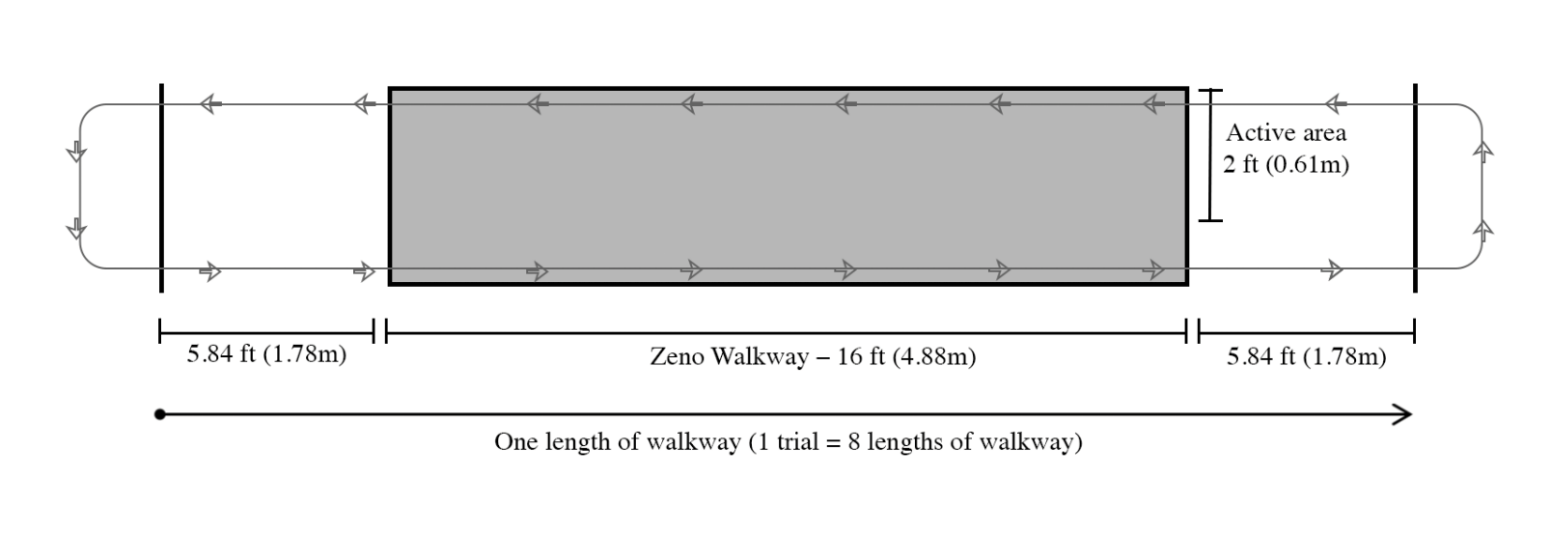 Active area
2 ft (0.61m)
5.84 ft (1.78m)
Zeno Walkway – 16 ft (4.88m)
5.84 ft (1.78m)
One length of walkway (1 trial = 8 lengths of walkway)